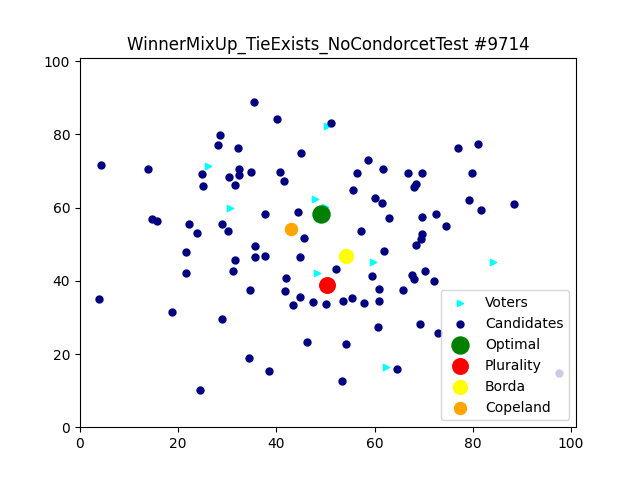 WinnerMixUp_TieExists_NoCondorcetTest #9714
100
80
60
40
20
0
0 20 40 60 80 100
Voters
Candidates
Optimal
Plurality
Borda
Copeland